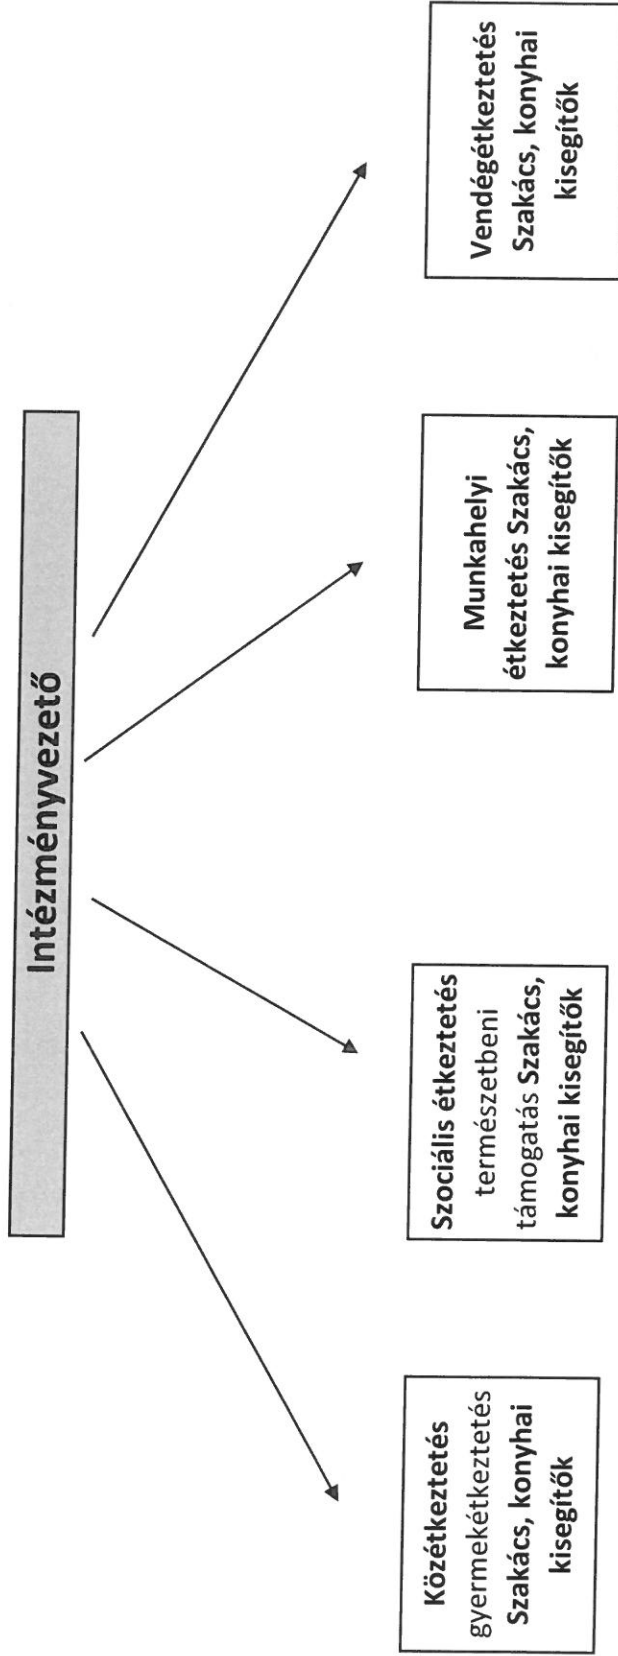 Intézményvezető
Közétkeztetés
gyermekétkeztetés
Szakács, konyhai
kisegítők
Szociális étkeztetés
természetbeni
támogatás Szakács,
konyhai kisegítők
Munkahelyi
étkeztetés Szakács,
konyhai kisegítők
Vendégétkeztetés
Szakács, konyhai
kisegítők